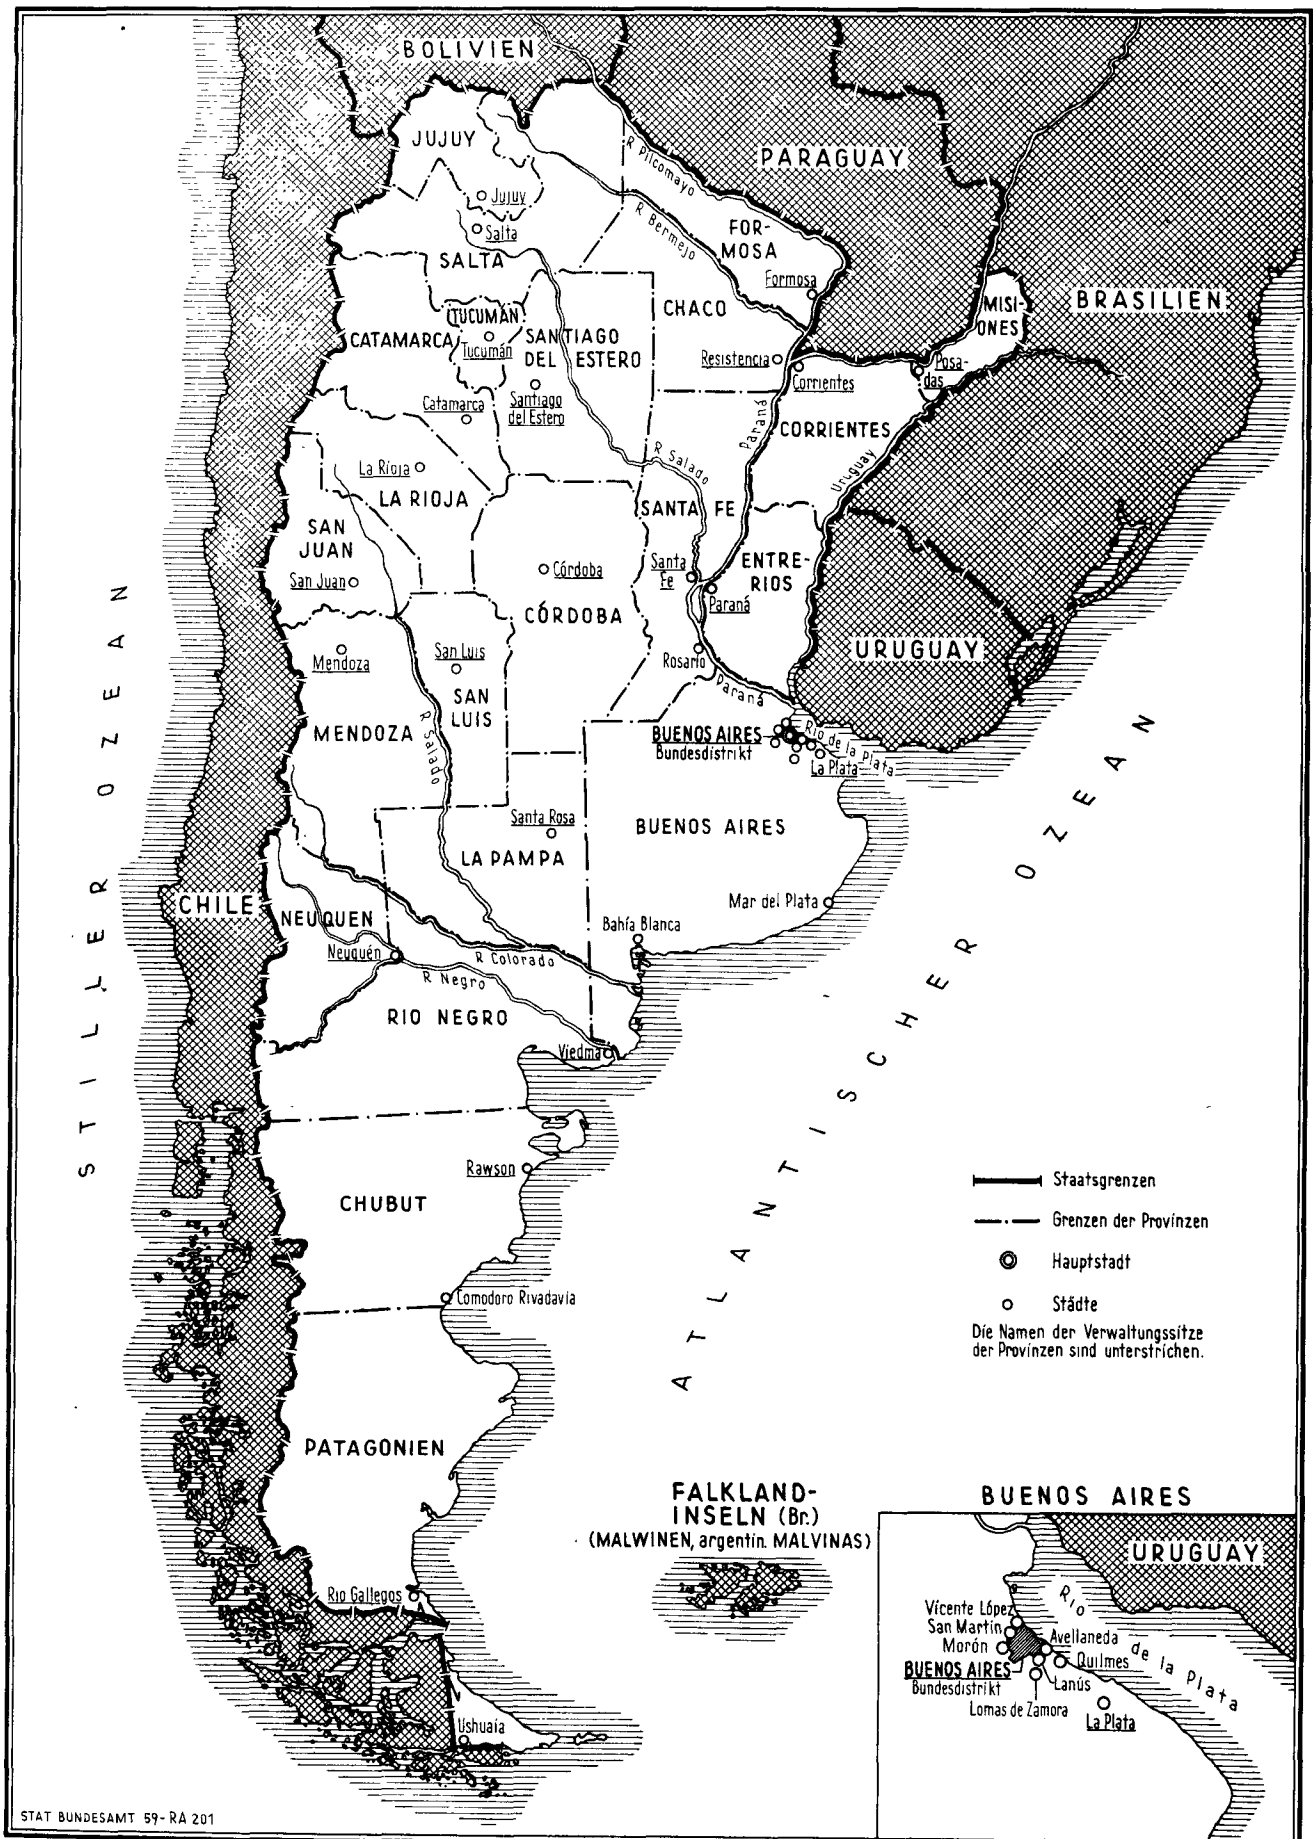 BOLIVIEN
JUJUY
PARAGUAY
R Pilcomayo
Jujuy
R Bermejo
Salta
FOR-
MOSA
SALTA
Formosa
BRASILIEN
CHACO
MISI-
ONES
TUCUMÁN
CATAMARCA
Tucumán
SANTIAGO
DEL ESTERO
Resistencia
Corrientes
Posa-
das
Catamarca
Santiago
del Estero
Paraná
CORRIENTES
La Rioja
R Salado
Uruguay
LA RIOJA
SANTA FE
SAN
JUAN
San Juan
Córdoba
Santa
Fe
ENTRE-
RIOS
Paraná
CÓRDOBA
URUGUAY
Mendoza
San Luis
Rosario
SAN
LUIS
Paraná
MENDOZA
R Salado
BUENOS AIRES
Bundesdistrikt
Rio de la Plata
La Plata
STILLER OZEAN
ATLANTISCHER OZEAN
Santa Rosa
BUENOS AIRES
LA PAMPA
CHILE
NEUQUEN
Mar del Plata
Bahía Blanca
Neuquén
R Colorado
R Negro
RIO NEGRO
Viedma
Rawson
CHUBUT
Comodoro Rivadavia
PATAGONIEN
Rio Gallegos
Ushuaia
Staatsgrenzen
Grenzen der Provinzen
Hauptstadt
Städte
Die Namen der Verwaltungssitze
der Provinzen sind unterstrichen.
FALKLAND-
INSELN (Br.)
(MALWINEN, argentin. MALVINAS)
BUENOS AIRES
URUGUAY
Rio de la Plata
Vicente López
San Martín
Morón
Avellaneda
Quilmes
BUENOS AIRES
Bundesdistrikt
Lanús
Lomas de Zamora
La Plata
STAT BUNDESAMT 59-RA 201